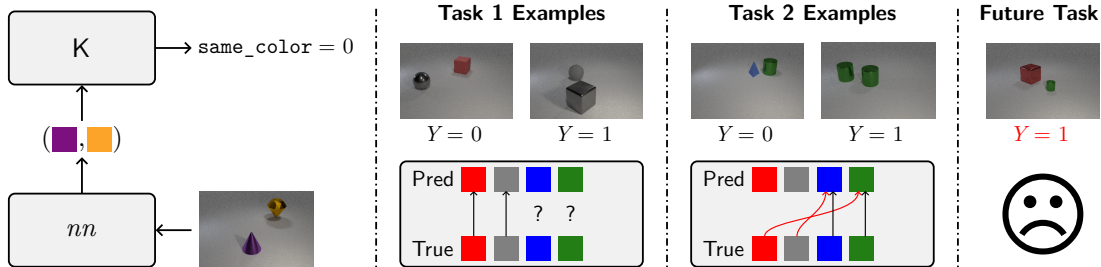 K
same_color = 0
( , )
nn
Task 1 Examples
Y = 0
Y = 1
Pred
? ?
True
Task 2 Examples
Y = 0
Y = 1
Pred
True
Future Task
Y = 1